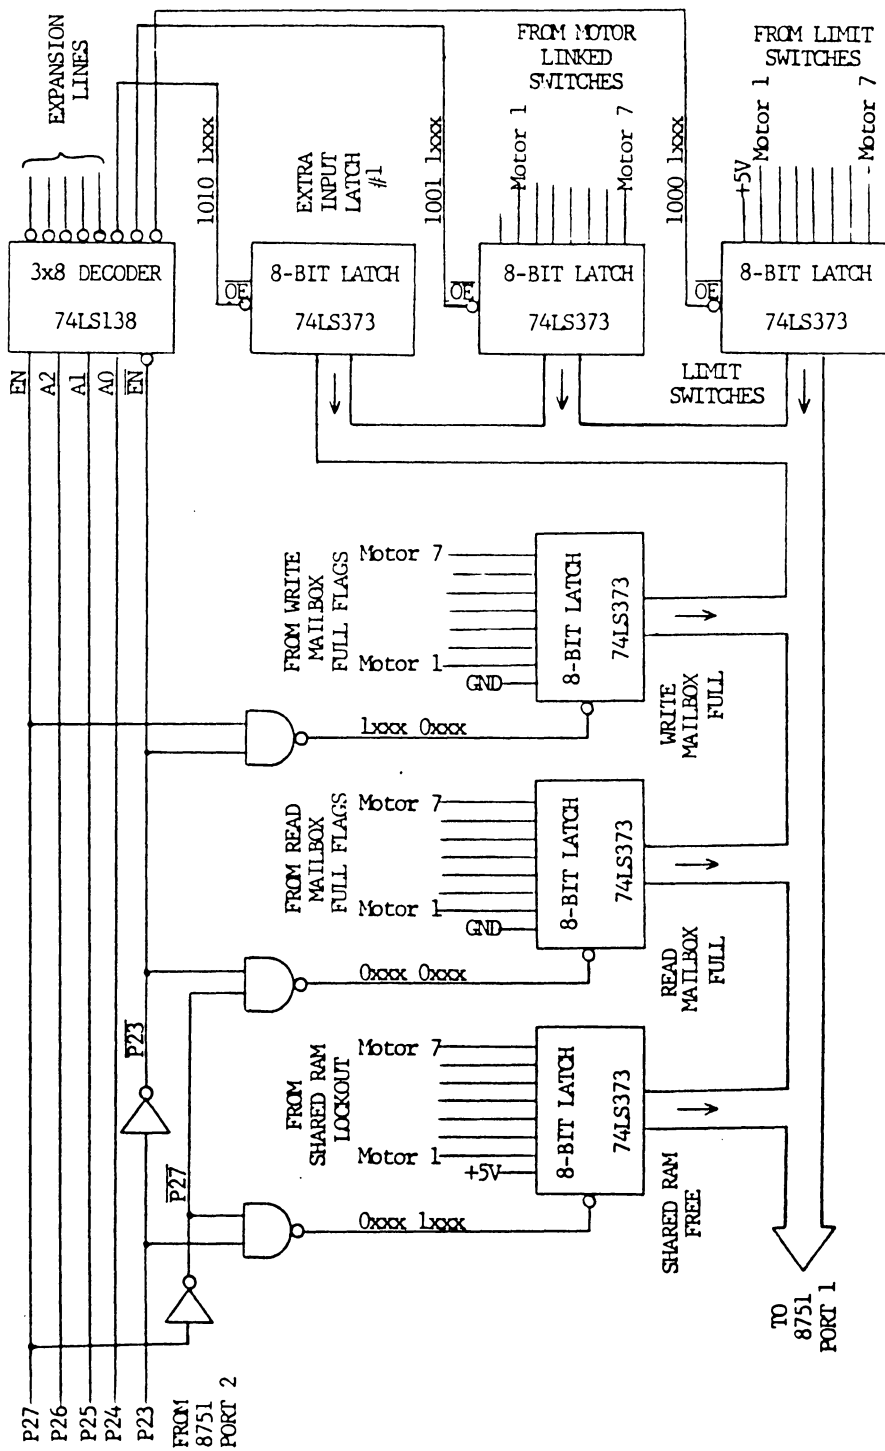 EXPANSION
LINES
3x8 DECODER
74LS138
EN
A2
A1
A0
EN
1010 1xxx
EXTRA
INPUT
LATCH
#1
OE
8-BIT LATCH
74LS373
1001 1xxx
FROM MOTOR
LINKED
SWITCHES
Motor 1
Motor 7
OE
8-BIT LATCH
74LS373
1000 1xxx
FROM LIMIT
SWITCHES
+5V
Motor 1
Motor 7
OE
8-BIT LATCH
74LS373
LIMIT
SWITCHES
FROM WRITE
MAILBOX
FULL FLAGS
Motor 7
Motor 1
GND
8-BIT LATCH
74LS373
1xxx 0xxx
WRITE
MAILBOX
FULL
FROM READ
MAILBOX
FULL FLAGS
Motor 7
Motor 1
GND
8-BIT LATCH
74LS373
0xxx 0xxx
READ
MAILBOX
FULL
P23
FROM
SHARED RAM
LOCKOUT
Motor 7
Motor 1
+5V
8-BIT LATCH
74LS373
P27
0xxx 1xxx
SHARED RAM
FREE
P27
P26
P25
P24
P23
FROM
8751
PORT 2
TO
8751
PORT 1